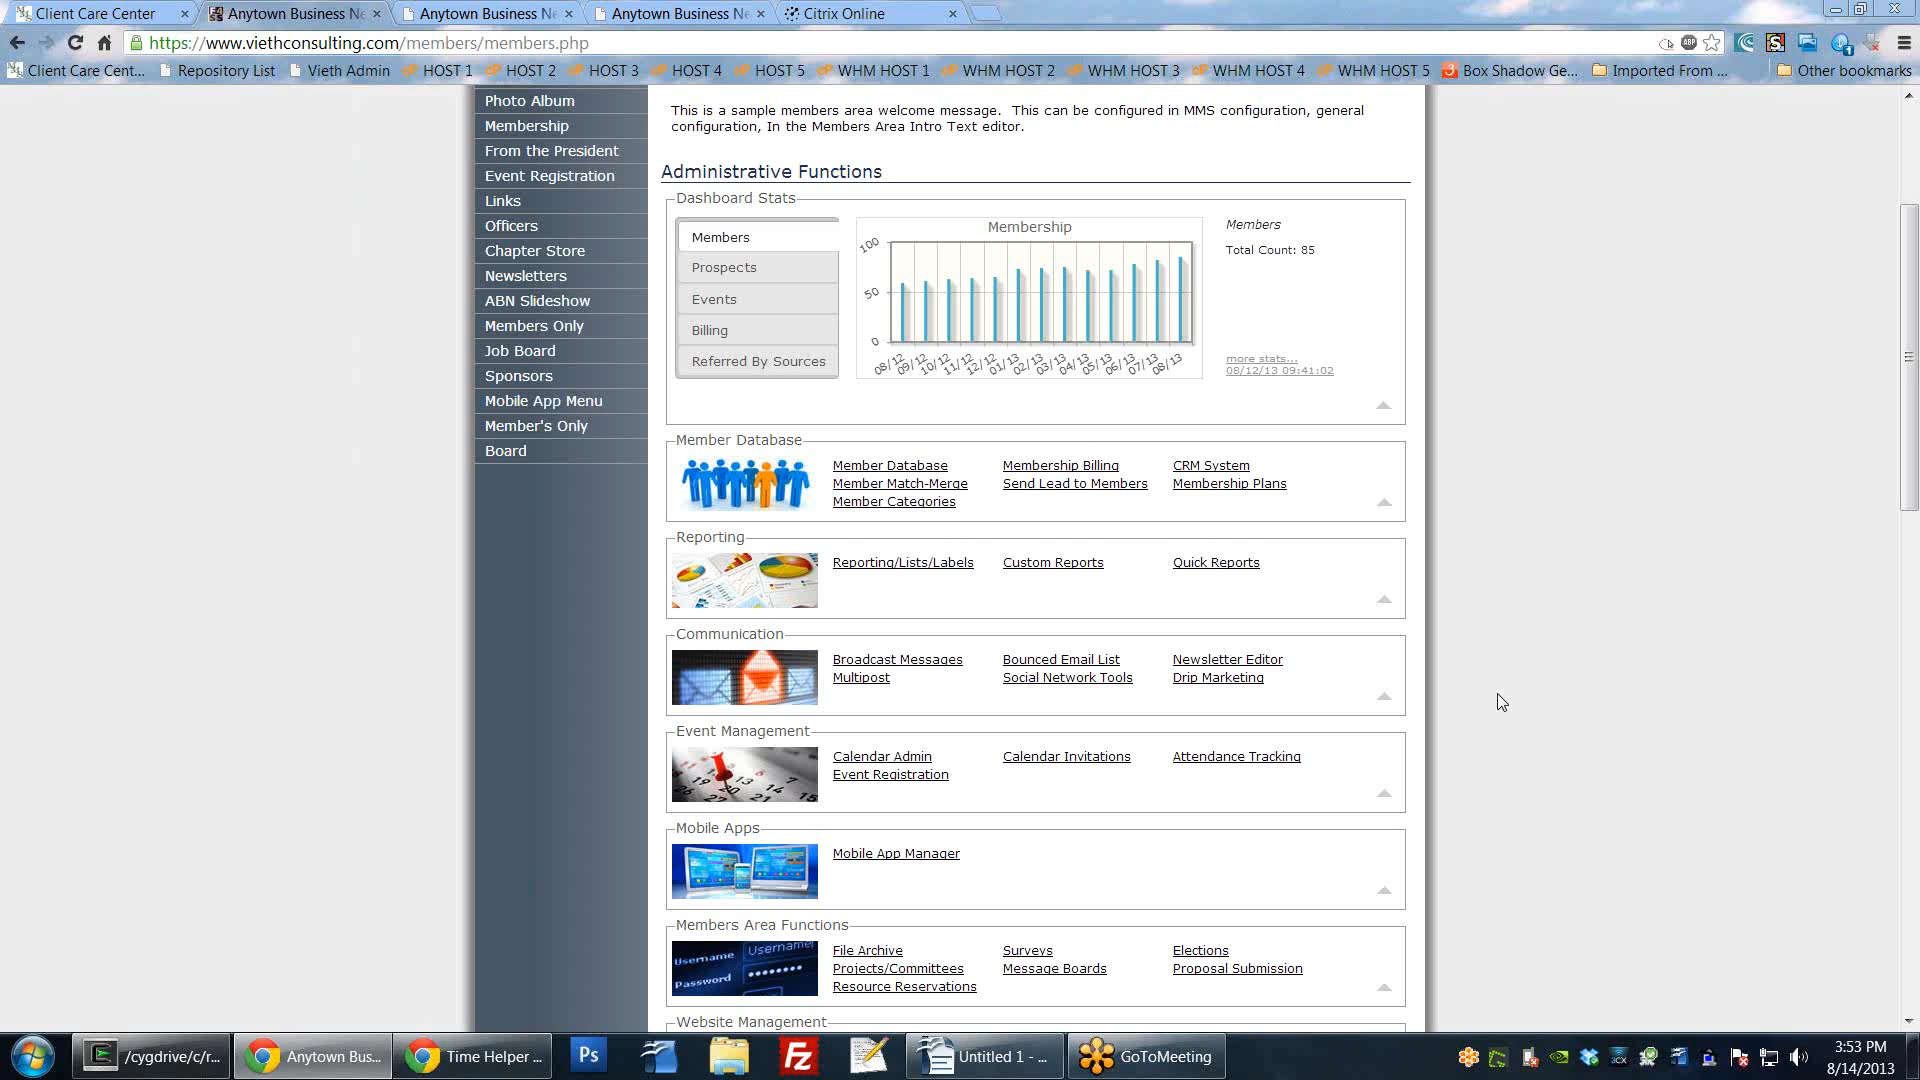 Client Care Center
Anytown Business Ne
Anytown Business Ne
Anytown Business Ne
Citrix Online
https://www.viethconsulting.com/members/members.php
ABP
S
1
Client Care Cent...
Repository List
Vieth Admin
HOST 1
HOST 2
HOST 3
HOST 4
HOST 5
WHM HOST 1
WHM HOST 2
WHM HOST 3
WHM HOST 4
WHM HOST 5
Box Shadow Ge...
Imported From ...
Other bookmarks
Photo Album
Membership
From the President
Event Registration
Links
Officers
Chapter Store
Newsletters
ABN Slideshow
Members Only
Job Board
Sponsors
Mobile App Menu
Member's Only
Board
This is a sample members area welcome message. This can be configured in MMS configuration, general
configuration, In the Members Area Intro Text editor.
Administrative Functions
Dashboard Stats
Members
Prospects
Events
Billing
Referred By Sources
Membership
100
50
0
08/12 09/12 10/12 11/12 12/12 01/13 02/13 03/13 04/13 05/13 06/13 07/13 08/13
Members
Total Count: 85
more stats...
08/12/13 09:41:02
Member Database
Member Database
Membership Billing
CRM System
Member Match-Merge
Send Lead to Members
Membership Plans
Member Categories
Reporting
Reporting/Lists/Labels
Custom Reports
Quick Reports
Communication
Broadcast Messages
Bounced Email List
Newsletter Editor
Multipost
Social Network Tools
Drip Marketing
Event Management
Calendar Admin
Calendar Invitations
Attendance Tracking
Event Registration
Mobile Apps
Mobile App Manager
Members Area Functions
Username
Username
Password
File Archive
Surveys
Elections
Projects/Committees
Message Boards
Proposal Submission
Resource Reservations
Website Management
/cygdrive/c/r...
Anytown Bus...
Time Helper ...
Ps
Fz
Untitled 1 - ...
GoToMeeting
3CX
3:53 PM
8/14/2013